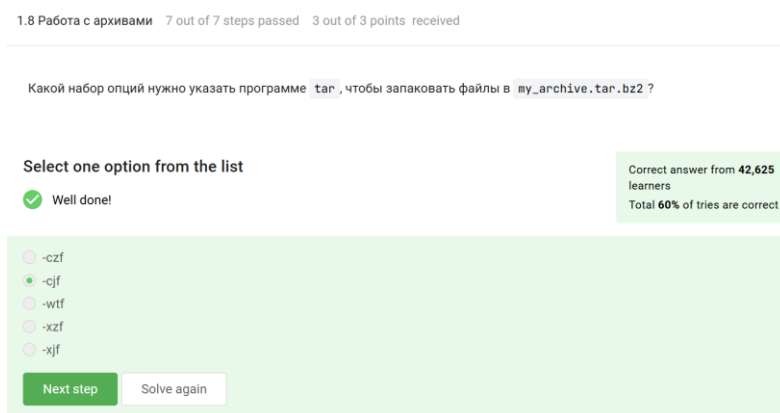 1.8 Работа с архивами 7 out of 7 steps passed 3 out of 3 points received
Какой набор опций нужно указать программе tar , чтобы запаковать файлы в my_archive.tar.bz2 ?
Select one option from the list
Well done!
Correct answer from 42,625
learners
Total 60% of tries are correct
-czf
-cjf
-wtf
-xzf
-xjf
Next step Solve again